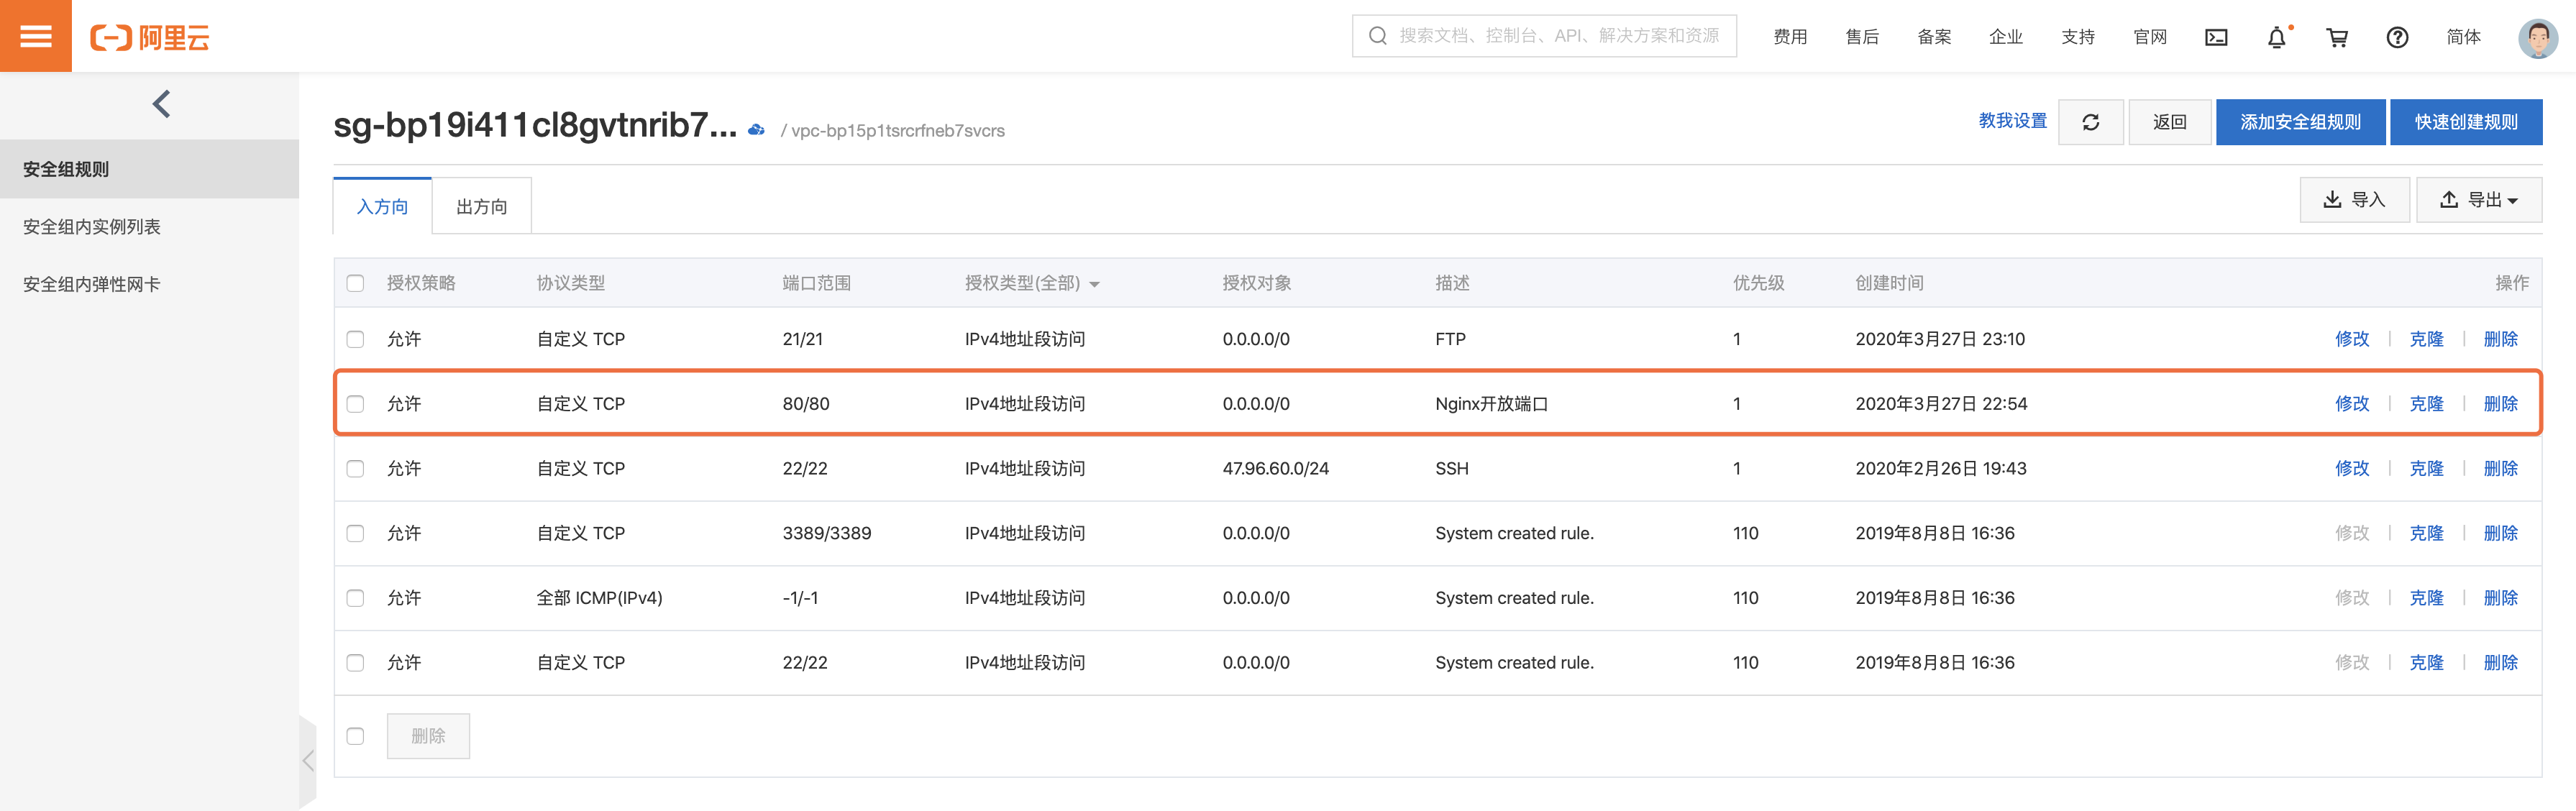 阿里云
搜索文档、控制台、API、解决方案和资源
费用 售后 备案 企业 支持 官网 简体
安全组规则
安全组内实例列表
安全组内弹性网卡
sg-bp19i411cl8gvtnrib7... / vpc-bp15p1tsrcrfneb7svcrs
教我设置 返回 添加安全组规则 快速创建规则
入方向 出方向 导入 导出
授权策略 协议类型 端口范围 授权类型(全部) 授权对象 描述 优先级 创建时间 操作
允许 自定义 TCP 21/21 IPv4地址段访问 0.0.0.0/0 FTP 1 2020年3月27日 23:10 修改 | 克隆 | 删除
允许 自定义 TCP 80/80 IPv4地址段访问 0.0.0.0/0 Nginx开放端口 1 2020年3月27日 22:54 修改 | 克隆 | 删除
允许 自定义 TCP 22/22 IPv4地址段访问 47.96.60.0/24 SSH 1 2020年2月26日 19:43 修改 | 克隆 | 删除
允许 自定义 TCP 3389/3389 IPv4地址段访问 0.0.0.0/0 System created rule. 110 2019年8月8日 16:36 修改 | 克隆 | 删除
允许 全部 ICMP(IPv4) -1/-1 IPv4地址段访问 0.0.0.0/0 System created rule. 110 2019年8月8日 16:36 修改 | 克隆 | 删除
允许 自定义 TCP 22/22 IPv4地址段访问 0.0.0.0/0 System created rule. 110 2019年8月8日 16:36 修改 | 克隆 | 删除
删除